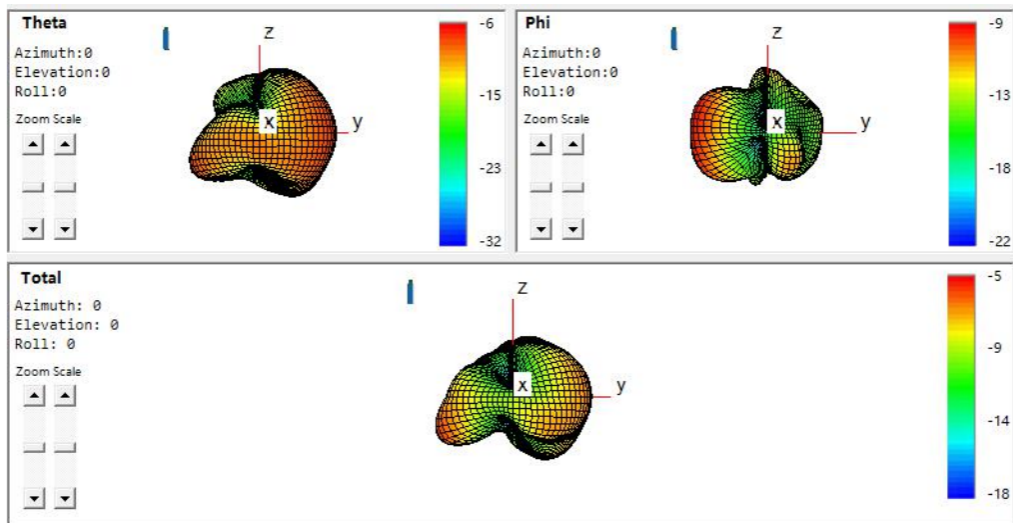 Theta
Azimuth:0
Elevation:0
Roll:0
Zoom Scale
z
x
y
-6
-15
-23
-32
Phi
Azimuth:0
Elevation:0
Roll:0
Zoom Scale
z
x
y
-9
-13
-18
-22
Total
Azimuth: 0
Elevation: 0
Roll: 0
Zoom Scale
z
x
y
-5
-9
-14
-18